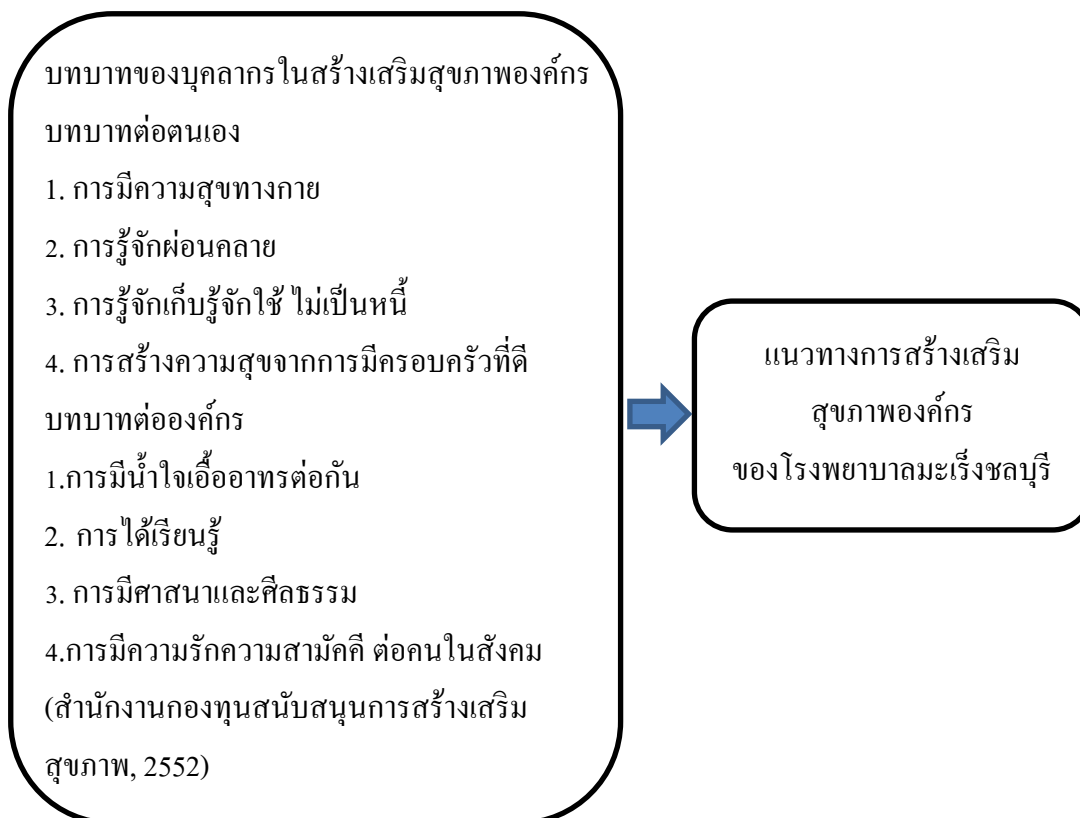 บทบาทของบุคลากรในสร้างเสริมสุขภาพองค์กร
บทบาทต่อตนเอง
1. การมีความสุขทางกาย
2. การรู้จักผ่อนคลาย
3. การรู้จักเก็บรู้จักใช้ ไม่เป็นหนี้
4. การสร้างความสุขจากการมีครอบครัวที่ดี
บทบาทต่อองค์กร
1.การมีน้ำใจเอื้ออาทรต่อกัน
2. การได้เรียนรู้
3. การมีศาสนาและศีลธรรม
4.การมีความรักความสามัคคี ต่อคนในสังคม
(สำนักงานกองทุนสนับสนุนการสร้างเสริม
สุขภาพ, 2552)
แนวทางการสร้างเสริม
สุขภาพองค์กร
ของโรงพยาบาลมะเร็งชลบุรี